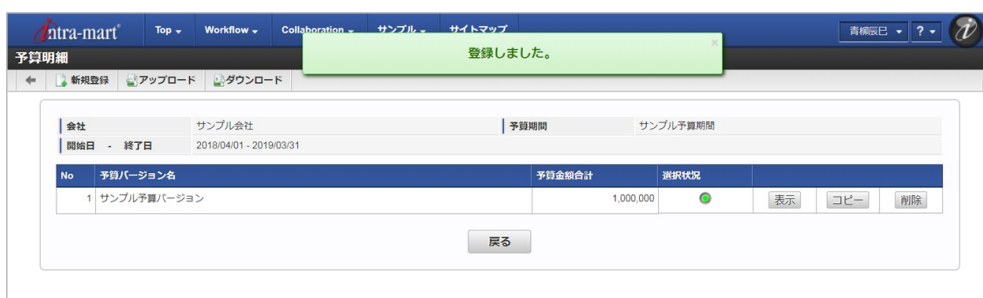 intra-mart Top Workflow Collaboration サンプル サイトマップ 青柳辰巳 ?
登録しました。 ×
予算明細
新規登録 アップロード ダウンロード
会社 サンプル会社 予算期間 サンプル予算期間
開始日 - 終了日 2018/04/01 - 2019/03/31
No 予算バージョン名 予算金額合計 選択状況
1 サンプル予算バージョン 1,000,000 表示 コピー 削除
戻る